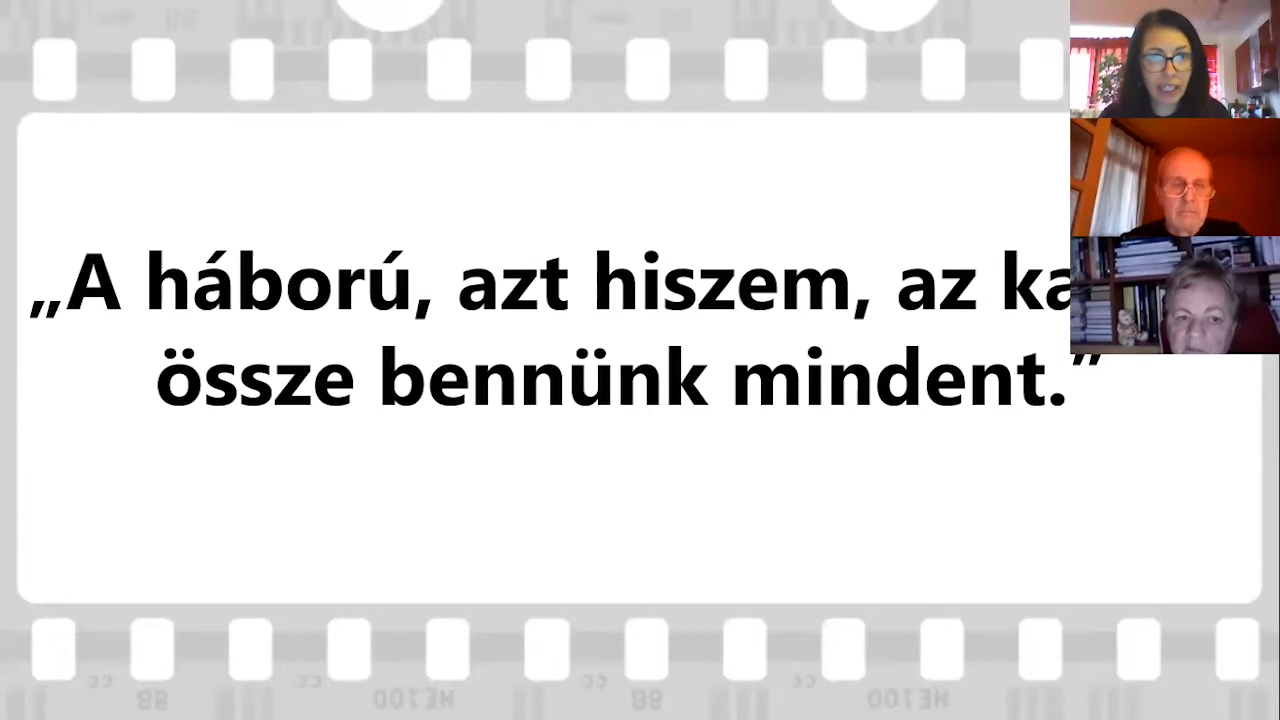 „A háború, azt hiszem, az
össze bennünk mindent.”